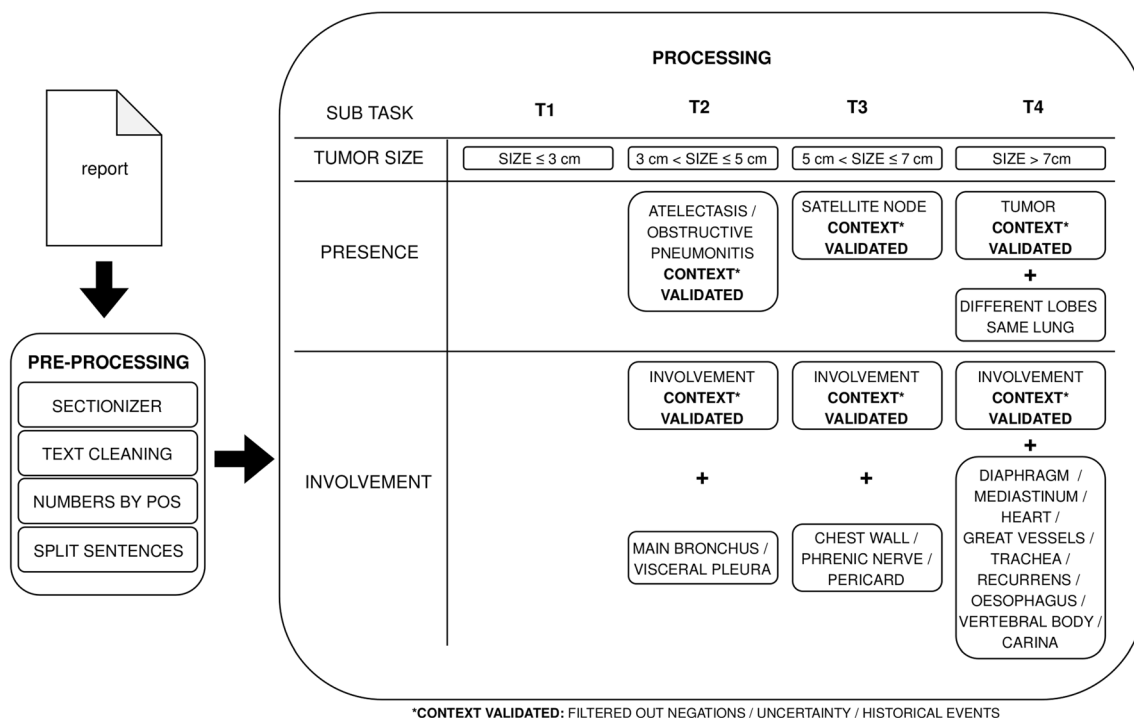 PROCESSING
report
SUB TASK T1 T2 T3 T4
TUMOR SIZE SIZE ≤ 3 cm 3 cm < SIZE ≤ 5 cm 5 cm < SIZE ≤ 7 cm SIZE > 7cm
PRESENCE
ATELECTASIS /
OBSTRUCTIVE
PNEUMONITIS
CONTEXT*
VALIDATED
SATELLITE NODE
CONTEXT*
VALIDATED
TUMOR
CONTEXT*
VALIDATED
+
DIFFERENT LOBES
SAME LUNG
PRE-PROCESSING
SECTIONIZER
TEXT CLEANING
NUMBERS BY POS
SPLIT SENTENCES
INVOLVEMENT
INVOLVEMENT
CONTEXT*
VALIDATED
+
MAIN BRONCHUS /
VISCERAL PLEURA
INVOLVEMENT
CONTEXT*
VALIDATED
+
CHEST WALL /
PHRENIC NERVE /
PERICARD
INVOLVEMENT
CONTEXT*
VALIDATED
+
DIAPHRAGM /
MEDIASTINUM /
HEART /
GREAT VESSELS /
TRACHEA /
RECURRENS /
OESOPHAGUS /
VERTEBRAL BODY /
CARINA
*CONTEXT VALIDATED: FILTERED OUT NEGATIONS / UNCERTAINTY / HISTORICAL EVENTS